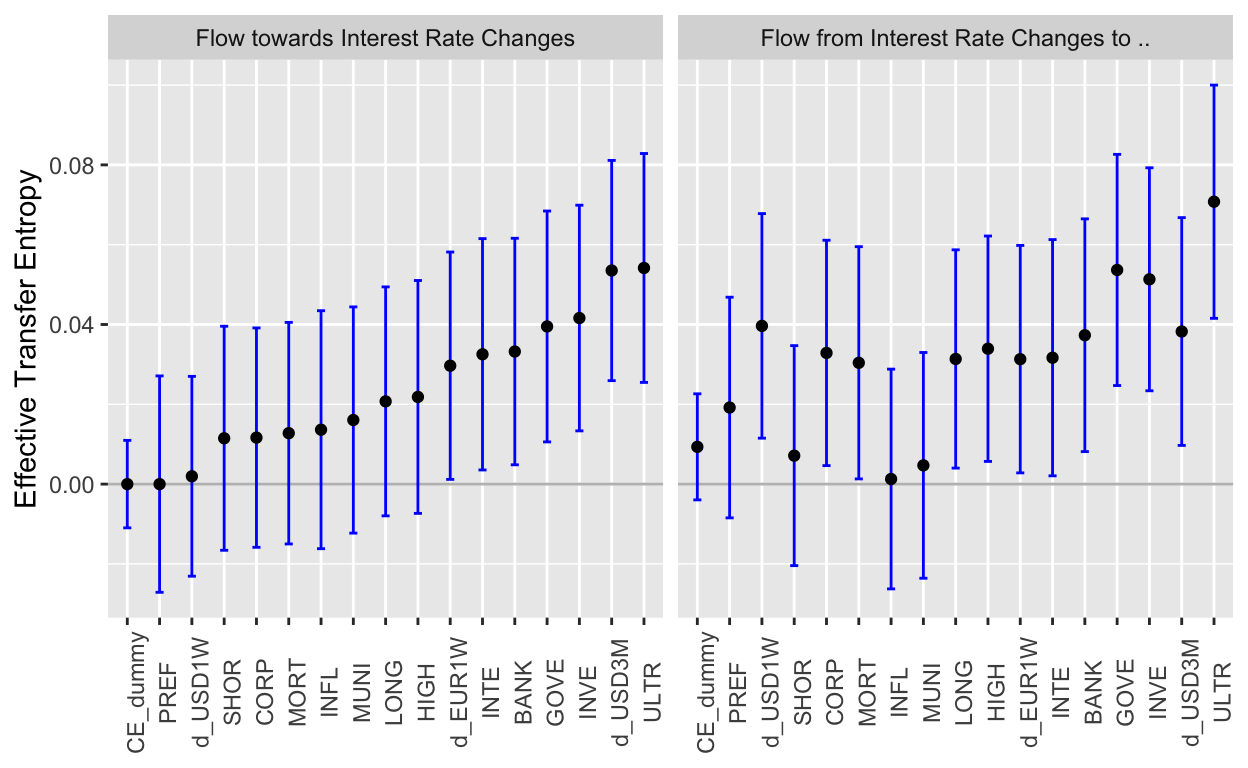 Flow towards Interest Rate Changes
Flow from Interest Rate Changes to ..
Effective Transfer Entropy
0.08
0.04
0.00
CE_dummy
PREF
d_USD1W
SHOR
CORP
MORT
INFL
MUNI
LONG
HIGH
d_EUR1W
INTE
BANK
GOVE
INVE
d_USD3M
ULTR
CE_dummy
PREF
d_USD1W
SHOR
CORP
MORT
INFL
MUNI
LONG
HIGH
d_EUR1W
INTE
BANK
GOVE
INVE
d_USD3M
ULTR